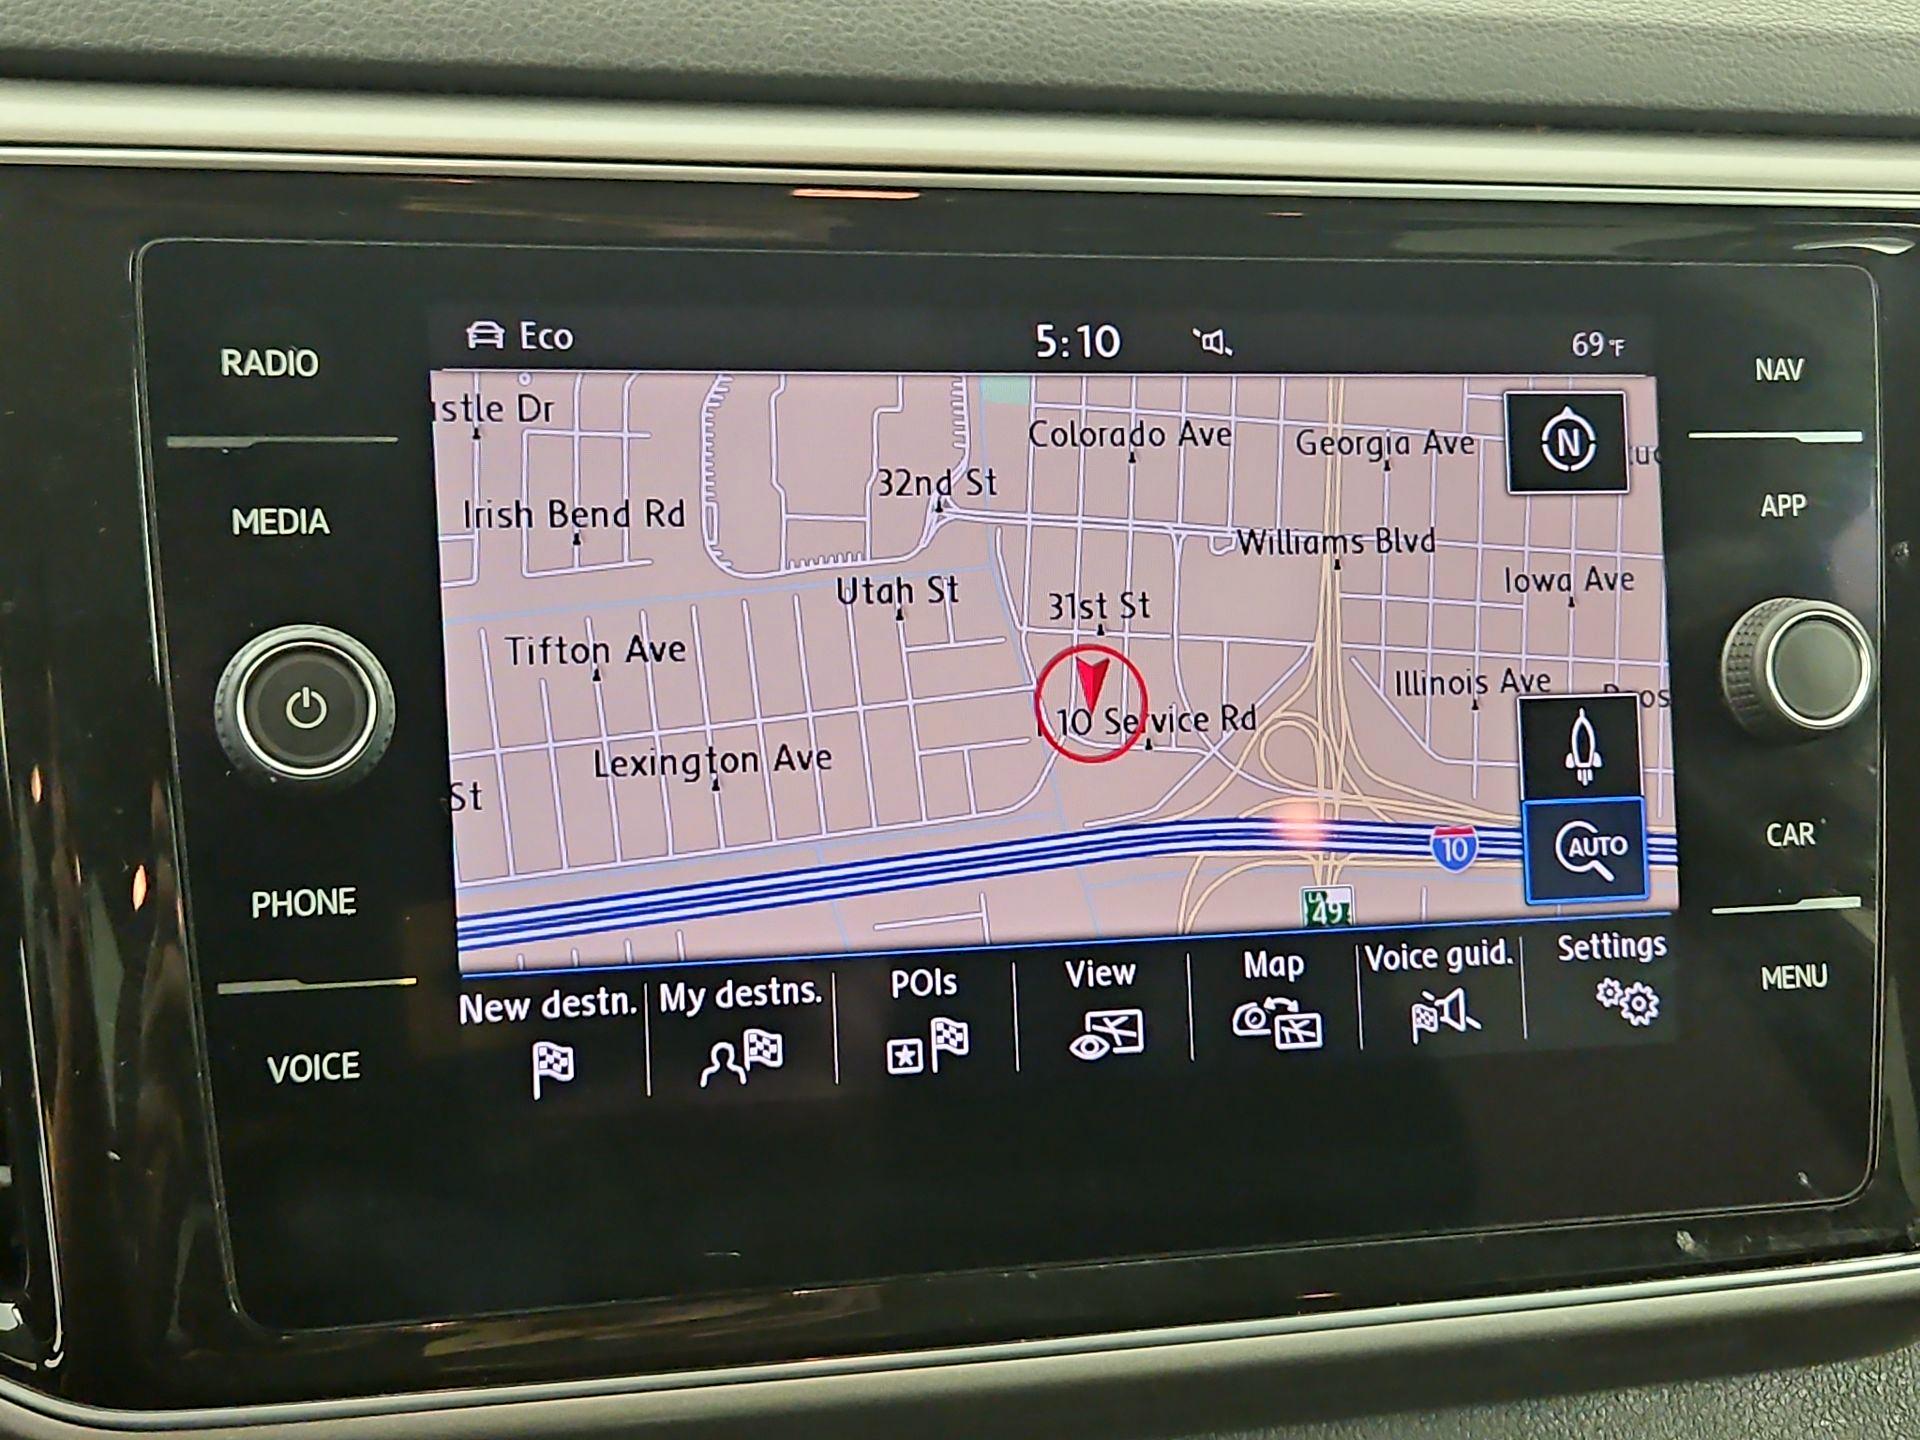 Eco
5:10
69°F
RADIO
MEDIA
PHONE
VOICE
istle Dr
Colorado Ave
Georgia Ave
N
32nd St
Irish Bend Rd
Williams Blvd
Iowa Ave
Utah St
31st St
Tifton Ave
Illinois Ave
10 Service Rd
Lexington Ave
St
10
AUTO
LA
49
New destn.
My destns.
POIs
View
Map
Voice guid.
Settings
NAV
APP
CAR
MENU